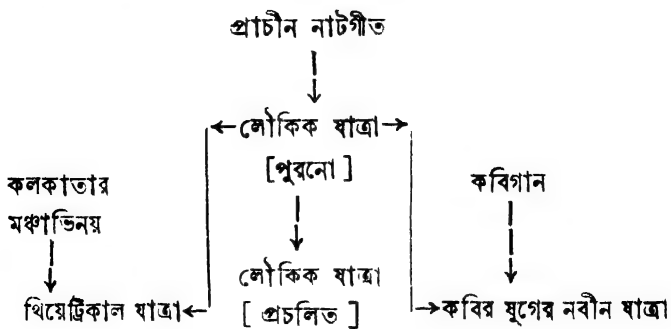 প্রাচীন নাটগীত
লৌকিক যাত্রা
[পুরনো]
কলকাতার
মঞ্চাভিনয়
কবিগান
লৌকিক যাত্রা
[প্রচলিত]
থিয়েট্রিকাল যাত্রা
কবির যুগের নবীন যাত্রা